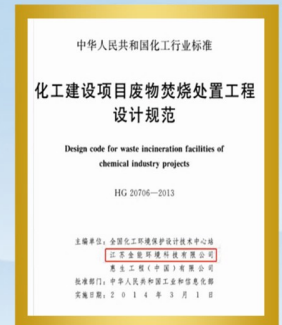 中华人民共和国化工行业标准
化工建设项目废物焚烧处置工程
设计规范
Design code for waste incineration facilities of
chemical industry projects
HG 20706—2013
主编单位：全国化工环境保护设计技术中心站
江苏金能环境科技有限公司
惠生工程（中国）有限公司
批准部门：中华人民共和国工业和信息化部
实施日期：2014年3月1日